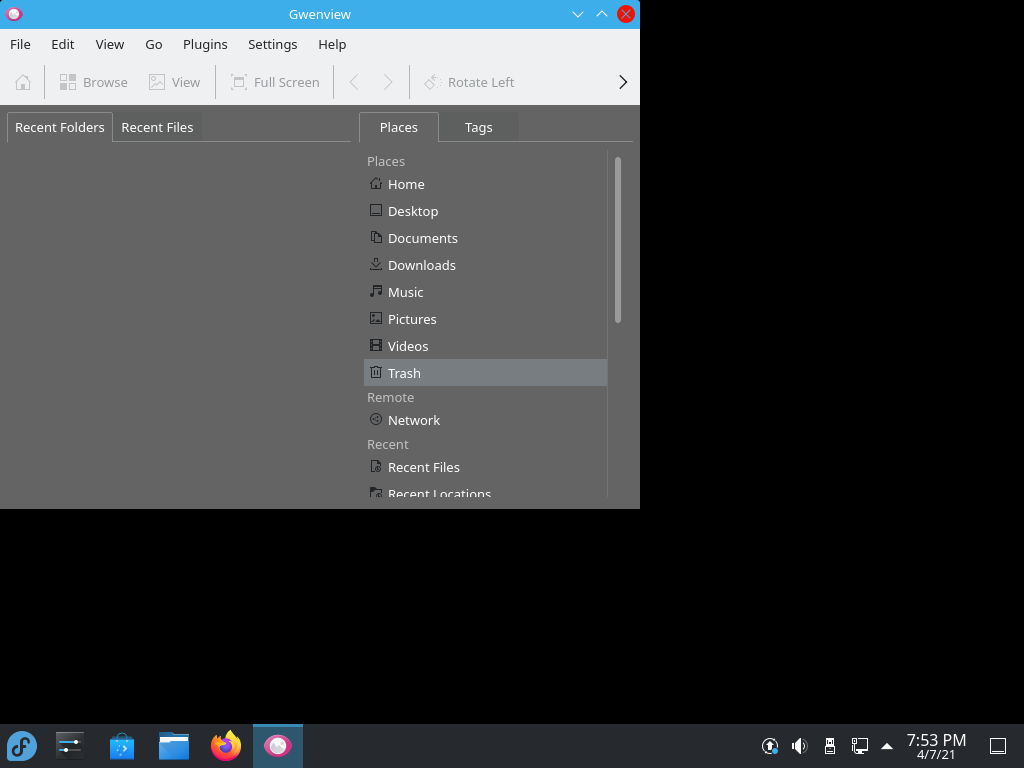 Gwenview
File Edit View Go Plugins Settings Help
Browse View Full Screen Rotate Left
Recent Folders Recent Files Places Tags
Places
Home
Desktop
Documents
Downloads
Music
Pictures
Videos
Trash
Remote
Network
Recent
Recent Files
Recent Locations
7:53 PM
4/7/21